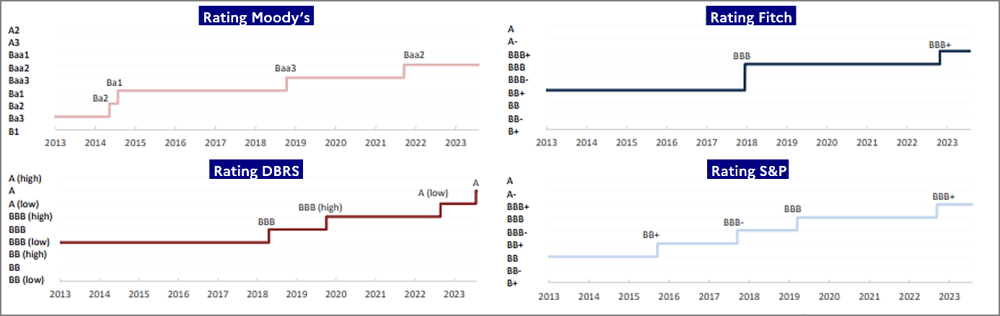 Rating Moody's
A2
A3
Baa1
Baa2
Baa3
Ba1
Ba2
Ba3
B1
Ba2
Ba1
Baa3
Baa2
2013 2014 2015 2016 2017 2018 2019 2020 2021 2022 2023
Rating Fitch
A
A-
BBB+
BBB
BBB-
BB+
BB
BB-
B+
BBB
BBB+
2013 2014 2015 2016 2017 2018 2019 2020 2021 2022 2023
Rating DBRS
A (high)
A
A (low)
BBB (high)
BBB
BBB (low)
BB (high)
BB
BB (low)
BBB
BBB (high)
A (low)
A
2013 2014 2015 2016 2017 2018 2019 2020 2021 2022 2023
Rating S&P
A
A-
BBB+
BBB
BBB-
BB+
BB
BB-
B+
BB+
BBB-
BBB
BBB+
2013 2014 2015 2016 2017 2018 2019 2020 2021 2022 2023